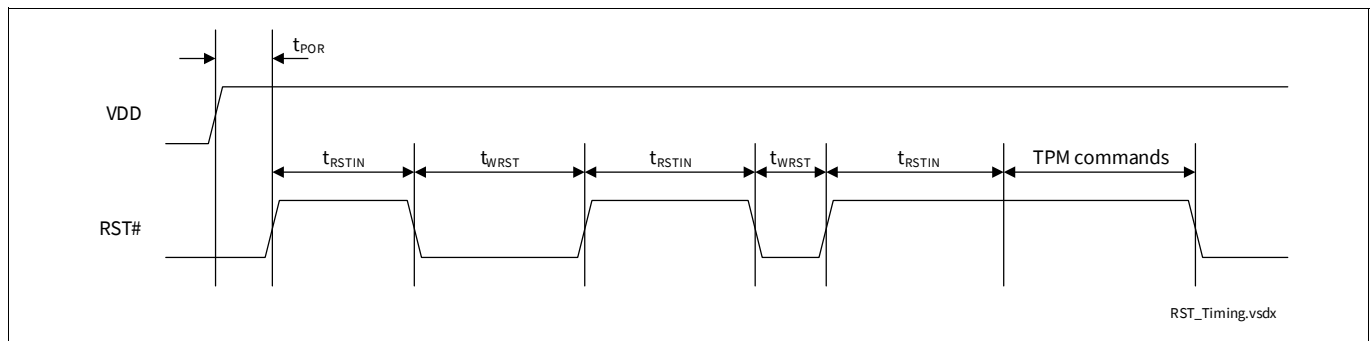 tPOR
VDD
tRSTIN tWRST tRSTIN tWRST tRSTIN TPM commands
RST#
RST_Timing.vsdx